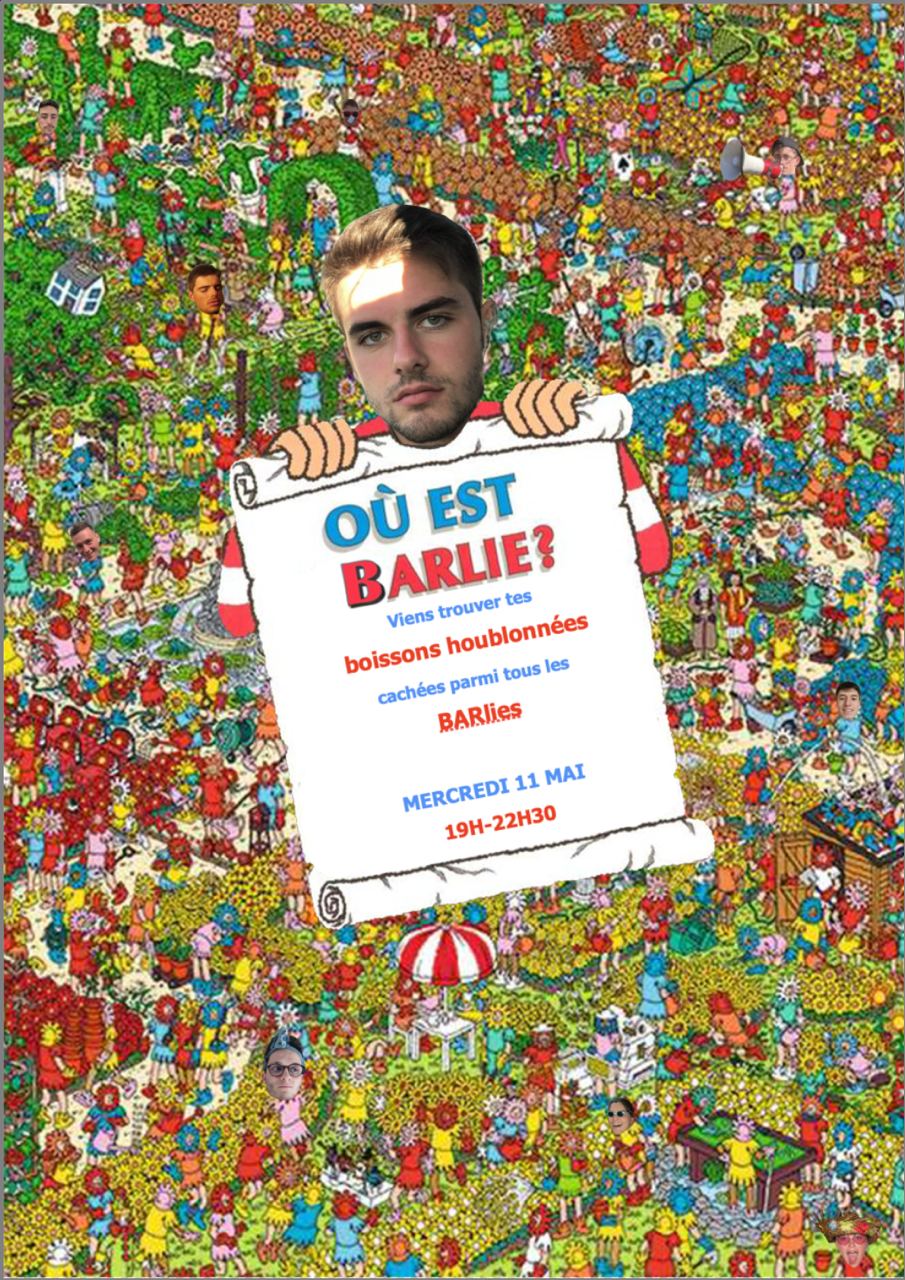 OÙ EST
BARLIE?
Viens trouver tes
boissons houblonnées
cachées parmi tous les
BARlies
MERCREDI 11 MAI
19H-22H30